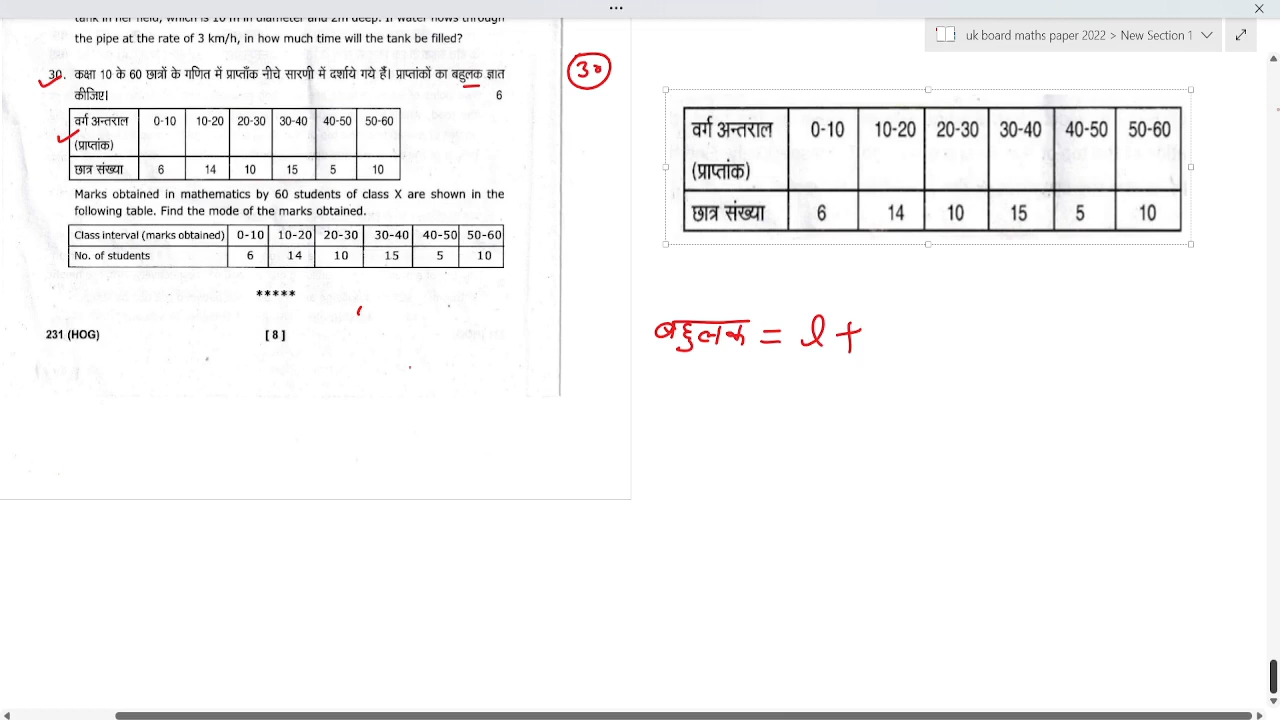 uk board maths paper 2022 > New Section 1
tank in her field, which is 10 m in diameter and 2m deep. If water flows through
the pipe at the rate of 3 km/h, in how much time will the tank be filled?
30. कक्षा 10 के 60 छात्रों के गणित में प्राप्ताँक नीचे सारणी में दर्शाये गये हैं। प्राप्तांकों का बहुलक ज्ञात
कीजिए। 6
वर्ग अन्तराल 0-10 10-20 20-30 30-40 40-50 50-60
(प्राप्तांक)
छात्र संख्या 6 14 10 15 5 10
Marks obtained in mathematics by 60 students of class X are shown in the
following table. Find the mode of the marks obtained.
Class interval (marks obtained) 0-10 10-20 20-30 30-40 40-50 50-60
No. of students 6 14 10 15 5 10
*****
231 (HOG) [ 8 ]
30
वर्ग अन्तराल 0-10 10-20 20-30 30-40 40-50 50-60
(प्राप्तांक)
छात्र संख्या 6 14 10 15 5 10
बहुलक = l +